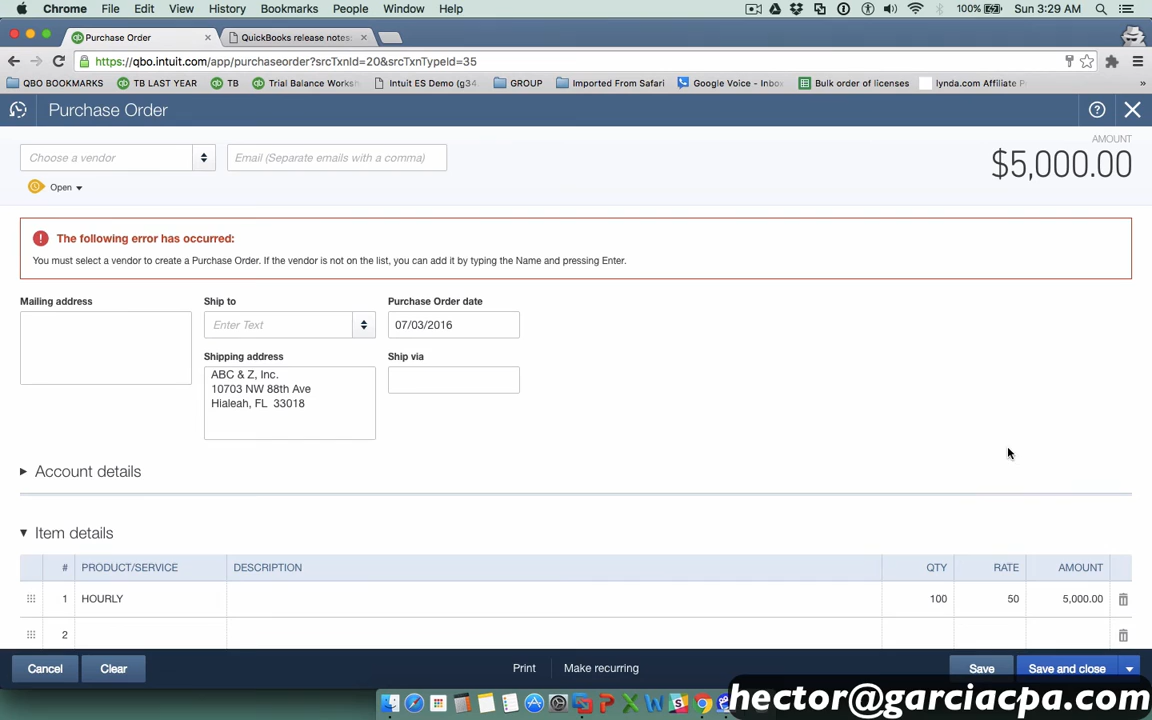 Chrome File Edit View History Bookmarks People Window Help 100% Sun 3:29 AM
Purchase Order QuickBooks release notes:
https://qbo.intuit.com/app/purchaseorder?srcTxnId=20&srcTxnTypeId=35
QBO BOOKMARKS TB LAST YEAR TB Trial Balance Works Intuit ES Demo (g34 GROUP Imported From Safari Google Voice - Inbox Bulk order of licenses lynda.com Affiliate P »
Purchase Order
AMOUNT
Choose a vendor Email (Separate emails with a comma) $5,000.00
Open
The following error has occurred:
You must select a vendor to create a Purchase Order. If the vendor is not on the list, you can add it by typing the Name and pressing Enter.
Mailing address Ship to Purchase Order date
Enter Text 07/03/2016
Shipping address Ship via
ABC & Z, Inc.
10703 NW 88th Ave
Hialeah, FL 33018
Account details
Item details
# PRODUCT/SERVICE DESCRIPTION QTY RATE AMOUNT
1 HOURLY 100 50 5,000.00
2
Cancel Clear Print Make recurring Save Save and close
hector@garciacpa.com